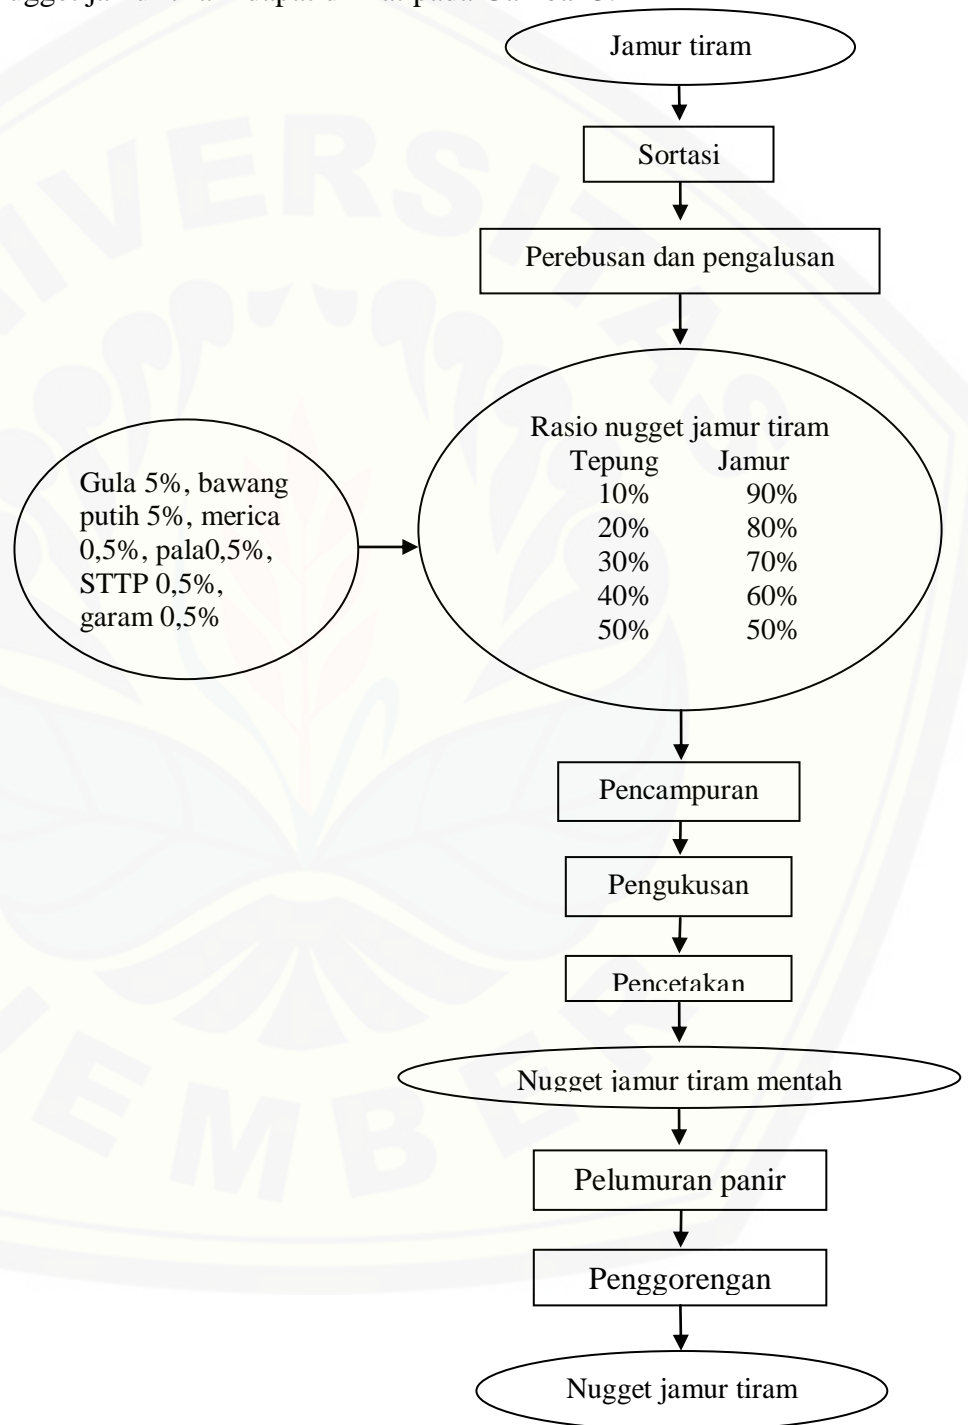 Jamur tiram
Sortasi
Perebusan dan pengalusan
Rasio nugget jamur tiram
Tepung Jamur
10% 90%
20% 80%
30% 70%
40% 60%
50% 50%
Gula 5%, bawang
putih 5%, merica
0,5%, pala0,5%,
STTP 0,5%,
garam 0,5%
Pencampuran
Pengukusan
Pencetakan
Nugget jamur tiram mentah
Pelumuran panir
Penggorengan
Nugget jamur tiram
UNIVERSITAS
JEMBER